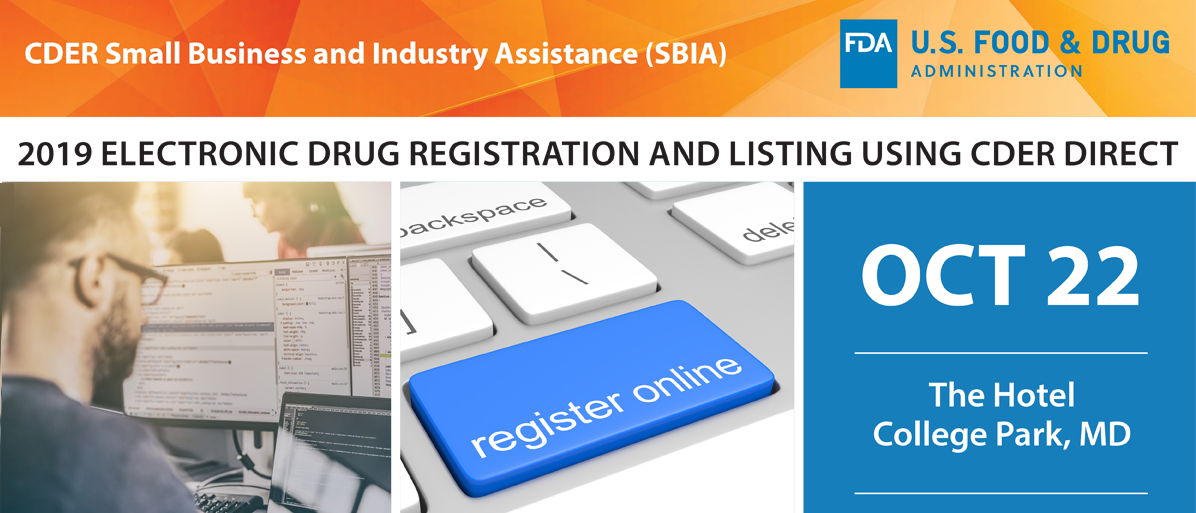 CDER Small Business and Industry Assistance (SBIA)
FDA
U.S. FOOD & DRUG
ADMINISTRATION
2019 ELECTRONIC DRUG REGISTRATION AND LISTING USING CDER DIRECT
backspace
dele
|
\
]
register online
OCT 22
The Hotel
College Park, MD